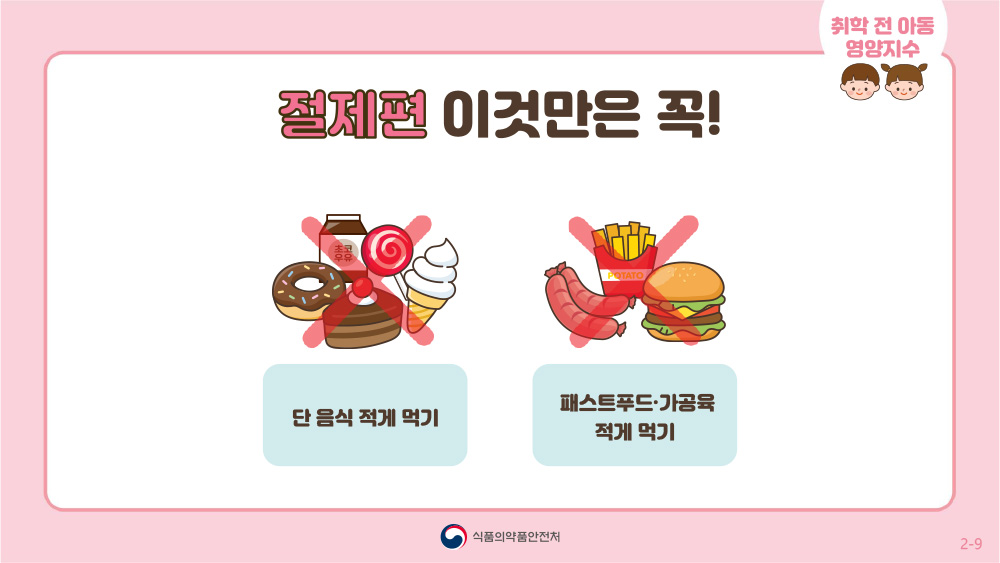 취학 전 아동
영양지수
절제편 이것만은 꼭!
초코
우유
POTATO
단 음식 적게 먹기
패스트푸드·가공육
적게 먹기
식품의약품안전처
2-9